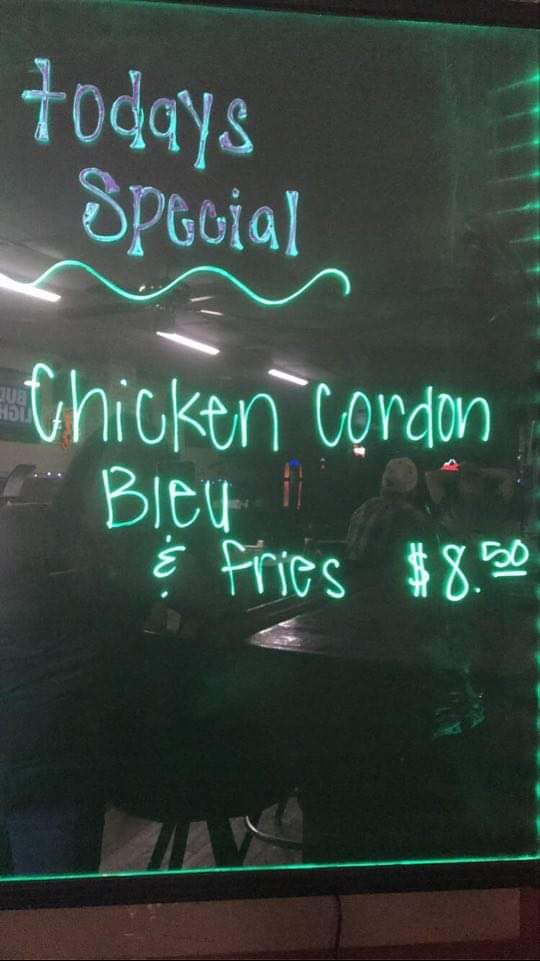 todays
Special
Chicken Cordon
Bleu
& fries $8.50